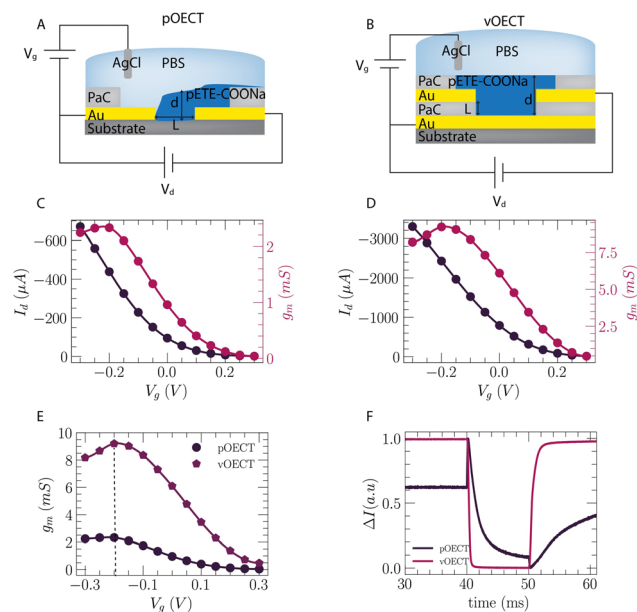 A
pOECT
V_g
AgCl
PBS
PaC
pETE-COONa
d
Au
L
Substrate
V_d
B
vOECT
V_g
AgCl
PBS
PaC
pETE-COONa
Au
L
d
PaC
Au
Substrate
V_d
C
−600
−400
−200
0
I_d (μA)
2
1
0
g_m (mS)
−0.2
0.0
0.2
V_g (V)
D
−3000
−2000
−1000
0
I_d (μA)
7.5
5.0
2.5
g_m (mS)
−0.2
0.0
0.2
V_g (V)
E
10
8
6
4
2
0
g_m (mS)
pOECT
vOECT
−0.3
−0.1
0.1
0.3
V_g (V)
F
1.0
0.5
0.0
ΔI(a.u)
pOECT
vOECT
30
40
50
60
time (ms)